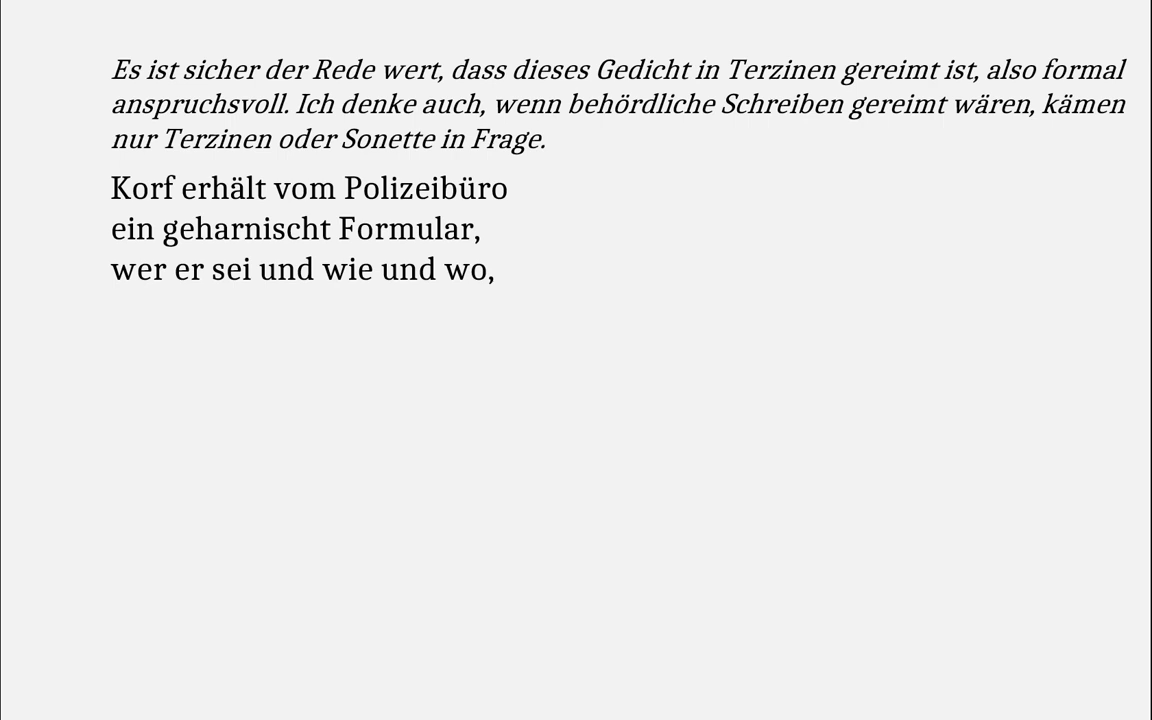 Es ist sicher der Rede wert, dass dieses Gedicht in Terzinen gereimt ist, also formal
anspruchsvoll. Ich denke auch, wenn behördliche Schreiben gereimt wären, kämen
nur Terzinen oder Sonette in Frage.
Korf erhält vom Polizeibüro
ein geharnischt Formular,
wer er sei und wie und wo,